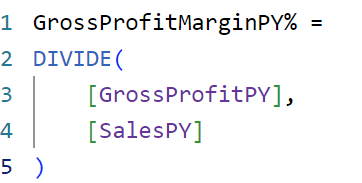 1 GrossProfitMarginPY% =
2 DIVIDE(
3 [GrossProfitPY],
4 [SalesPY]
5 )